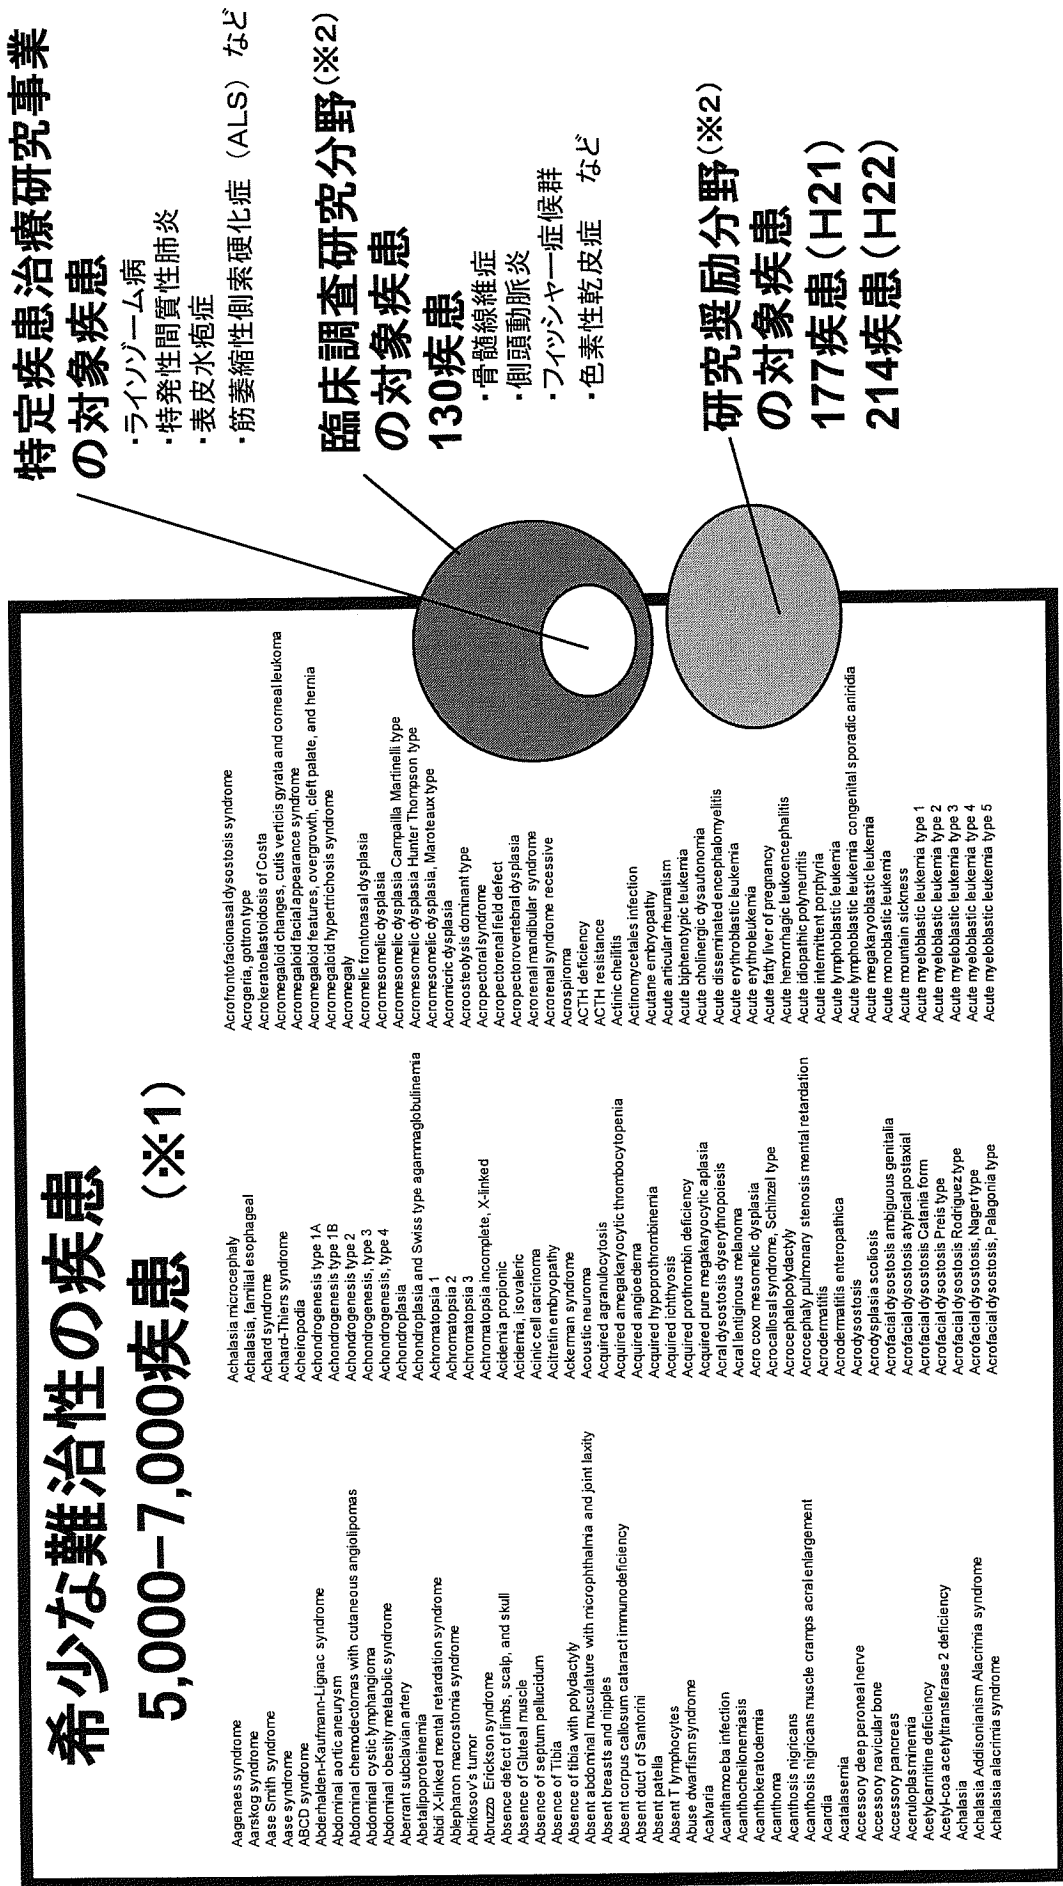 希少な難治性の疾患
5,000−7,000疾患 (※1)
Aagenaes syndrome
Aarskog syndrome
Aase Smith syndrome
Aase syndrome
ABCD syndrome
Abderhalden-Kaufmann-Lignac syndrome
Abdominal aortic aneurysm
Abdominal chemodectomas with cutaneous angiolipomas
Abdominal cystic lymphangioma
Abdominal obesity metabolic syndrome
Aberrant subclavian artery
Abetalipoproteinemia
Abid X-linked mental retardation syndrome
Ablepharon macrostomia syndrome
Abrikosov's tumor
Abruzzo Erickson syndrome
Absence defect of limbs, scalp, and skull
Absence of Gluteal muscle
Absence of septum pellucidum
Absence of Tibia
Absence of tibia with polydactyly
Absent abdominal musculature with microphthalmia and joint laxity
Absent breasts and nipples
Absent corpus callosum cataract immunodeficiency
Absent duct of Santorini
Absent patella
Absent T lymphocytes
Abuse dwarfism syndrome
Acalvaria
Acanthamoeba infection
Acanthocheilonemiasis
Acanthokeratodermia
Acanthoma
Acanthosis nigricans
Acanthosis nigricans muscle cramps acral enlargement
Acardia
Acatalasemia
Accessory deep peroneal nerve
Accessory navicular bone
Accessory pancreas
Aceruloplasminemia
Acetylcarnitine deficiency
Acetyl-coa acetyltransferase 2 deficiency
Achalasia
Achalasia Addisonianism Alacrimia syndrome
Achalasia alacrimia syndrome
Achalasia microcephaly
Achalasia, familial esophageal
Achard syndrome
Achard-Thiers syndrome
Acheiropodia
Achondrogenesis type 1A
Achondrogenesis type 1B
Achondrogenesis type 2
Achondrogenesis, type 3
Achondrogenesis, type 4
Achondroplasia
Achondroplasia and Swiss type agammaglobulinemia
Achromatopsia 1
Achromatopsia 2
Achromatopsia 3
Achromatopsia incomplete, X-linked
Acidemia propionic
Acidemia, isovaleric
Acinic cell carcinoma
Acitretin embryopathy
Ackerman syndrome
Acoustic neuroma
Acquired agranulocytosis
Acquired amegakaryocytic thrombocytopenia
Acquired angioedema
Acquired hypoprothrombinemia
Acquired ichthyosis
Acquired prothrombin deficiency
Acquired pure megakaryocytic aplasia
Acral dysostosis dyserythropoiesis
Acral lentiginous melanoma
Acro coxo mesomelic dysplasia
Acrocallosal syndrome, Schinzel type
Acrocephalopolydactyly
Acrocephaly pulmonary stenosis mental retardation
Acrodermatitis
Acrodermatitis enteropathica
Acrodysostosis
Acrodysplasia scoliosis
Acrofacial dysostosis ambiguous genitalia
Acrofacial dysostosis atypical postaxial
Acrofacial dysostosis Catania form
Acrofacial dysostosis Preis type
Acrofacial dysostosis Rodriguez type
Acrofacial dysostosis, Nager type
Acrofacial dysostosis, Palagonia type
Acrofrontofacionasal dysostosis syndrome
Acrogeria, gottron type
Acrokeratoelastoidosis of Costa
Acromegaloid changes, cutis verticis gyrata and corneal leukoma
Acromegaloid facial appearance syndrome
Acromegaloid features, overgrowth, cleft palate, and hernia
Acromegaloid hypertrichosis syndrome
Acromegaly
Acromelic frontonasal dysplasia
Acromesomelic dysplasia
Acromesomelic dysplasia Campailla Martinelli type
Acromesomelic dysplasia Hunter Thompson type
Acromesomelic dysplasia, Maroteaux type
Acromicric dysplasia
Acroosteolysis dominant type
Acropectoral syndrome
Acropectorenal field defect
Acropectorovertebral dysplasia
Acrorenal mandibular syndrome
Acrorenal syndrome recessive
Acrospiroma
ACTH deficiency
ACTH resistance
Actinic cheilitis
Actinomycetales infection
Acutane embryopathy
Acute articular rheumatism
Acute biphenotypic leukemia
Acute cholinergic dysautonomia
Acute disseminated encephalomyelitis
Acute erythroblastic leukemia
Acute erythroleukemia
Acute fatty liver of pregnancy
Acute hemorrhagic leukoencephalitis
Acute idiopathic polyneuritis
Acute intermittent porphyria
Acute lymphoblastic leukemia
Acute lymphoblastic leukemia congenital sporadic aniridia
Acute megakaryoblastic leukemia
Acute monoblastic leukemia
Acute mountain sickness
Acute myeloblastic leukemia type 1
Acute myeloblastic leukemia type 2
Acute myeloblastic leukemia type 3
Acute myeloblastic leukemia type 4
Acute myeloblastic leukemia type 5
特定疾患治療研究事業
の対象疾患
・ライソゾーム病
・特発性間質性肺炎
・表皮水疱症
・筋萎縮性側索硬化症(ALS)など
臨床調査研究分野(※2)
の対象疾患
130疾患
・骨髄線維症
・側頭動脈炎
・フィッシャー症候群
・色素性乾皮症 など
研究奨励分野(※2)
の対象疾患
177疾患(H21)
214疾患(H22)